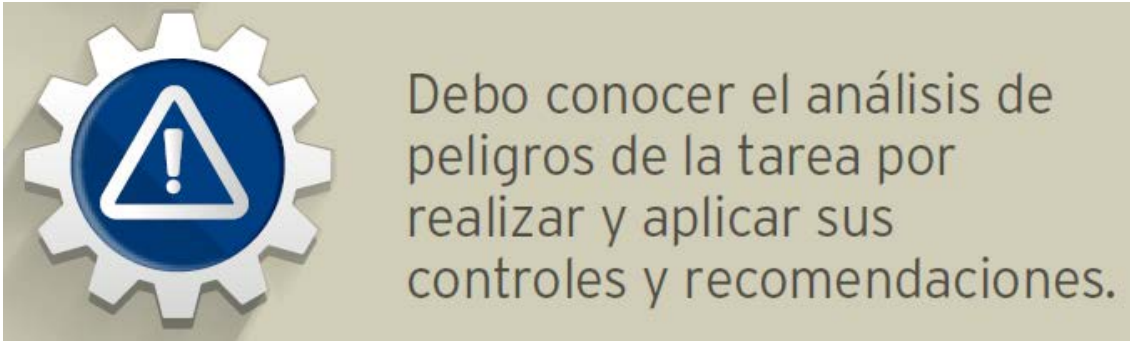 Debo conocer el análisis de
peligros de la tarea por
realizar y aplicar sus
controles y recomendaciones.